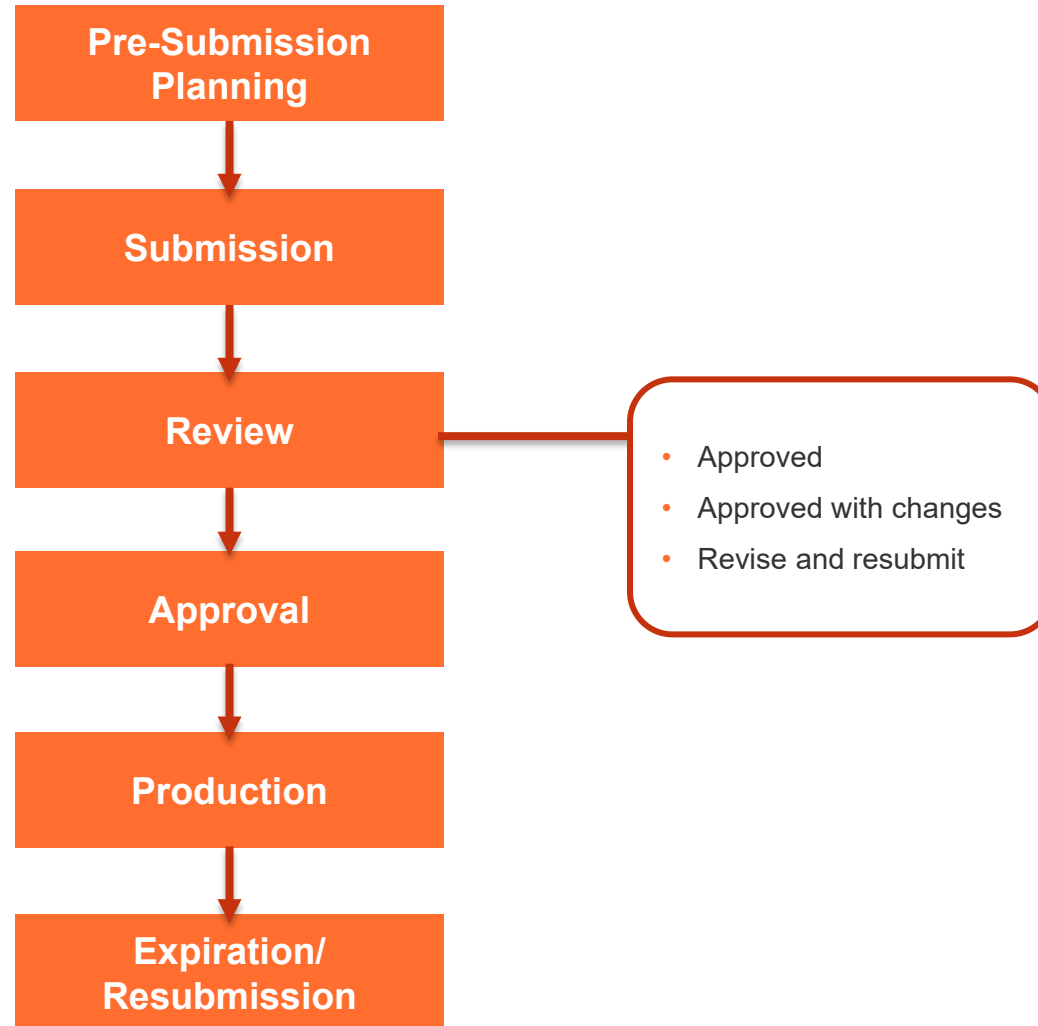 Pre-Submission
Planning
Submission
Review
• Approved
• Approved with changes
• Revise and resubmit
Approval
Production
Expiration/
Resubmission